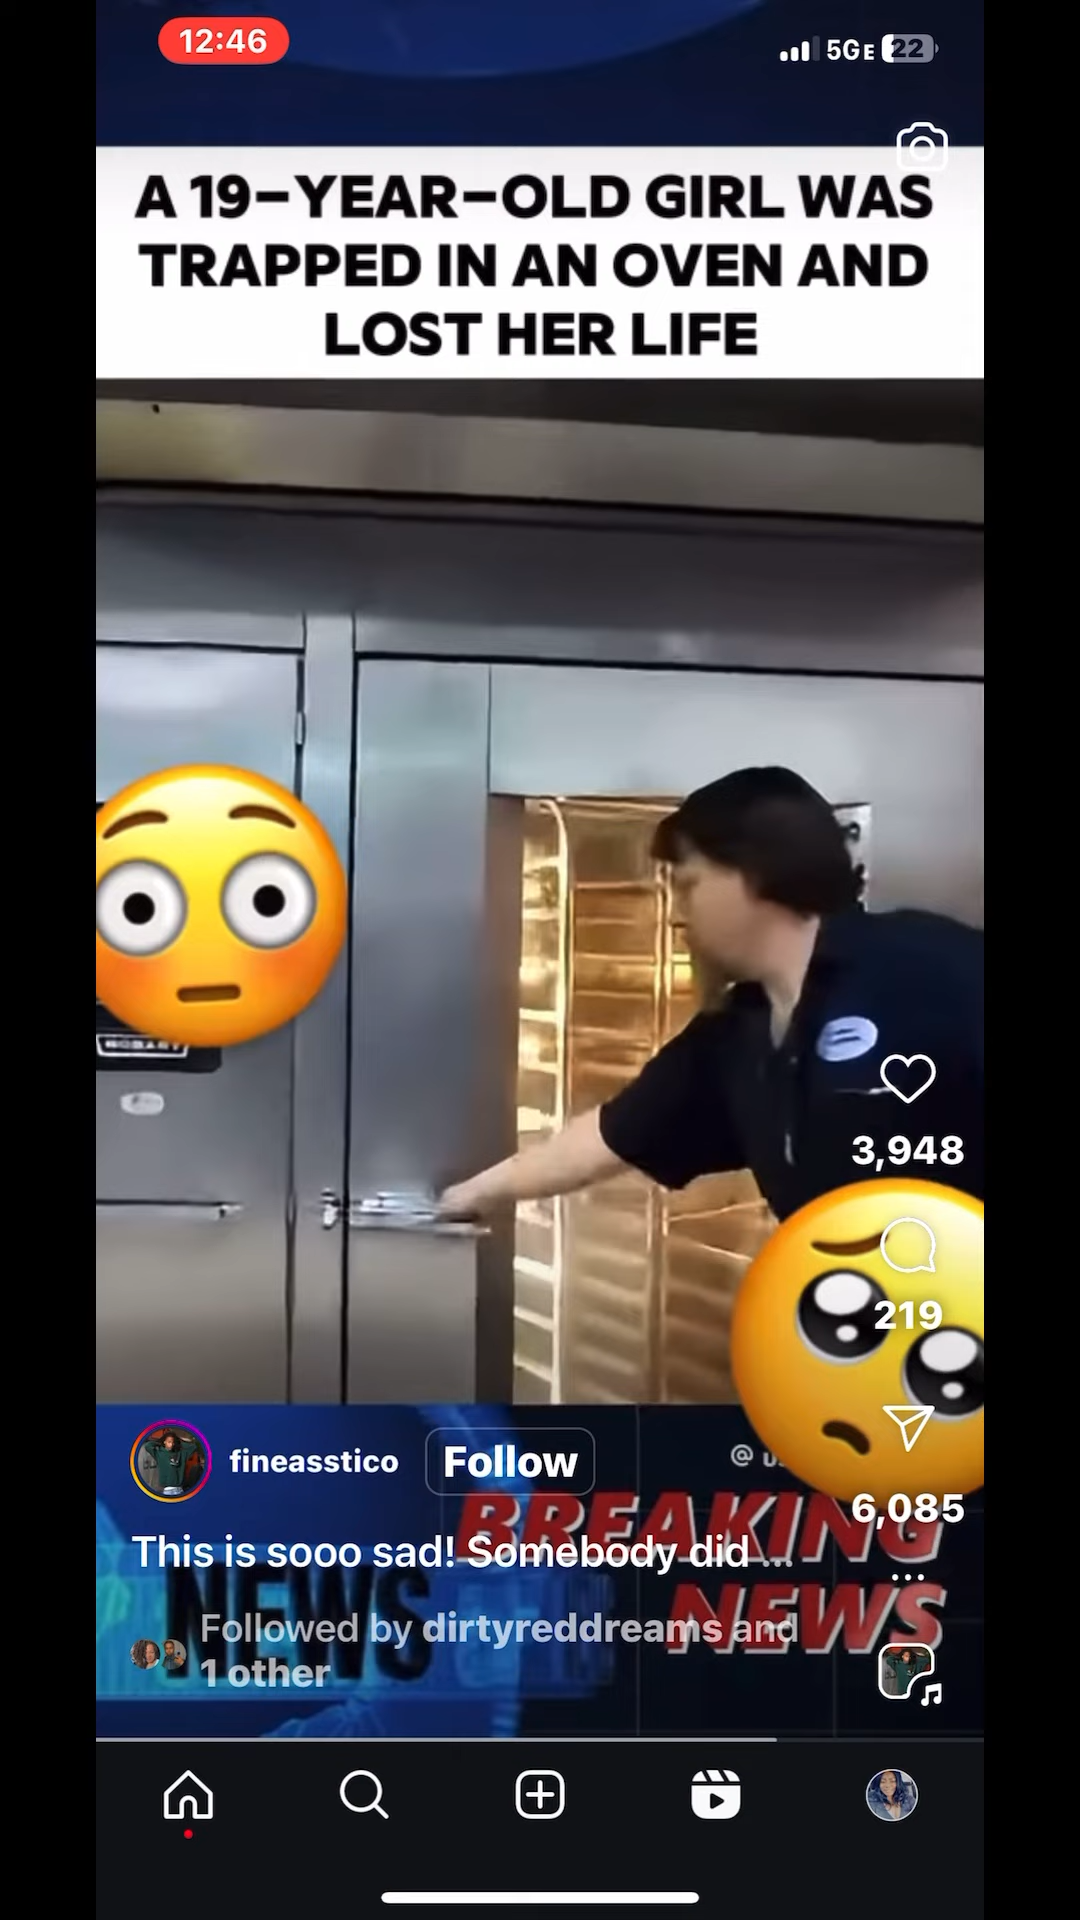 12:46
5GE 22
A 19-YEAR-OLD GIRL WAS
TRAPPED IN AN OVEN AND
LOST HER LIFE
HOBART
3,948
219
fineasstico
Follow
@
6,085
BREAKING
NEWS
This is sooo sad! Somebody did ...
NEWS
Followed by dirtyreddreams and
1 other